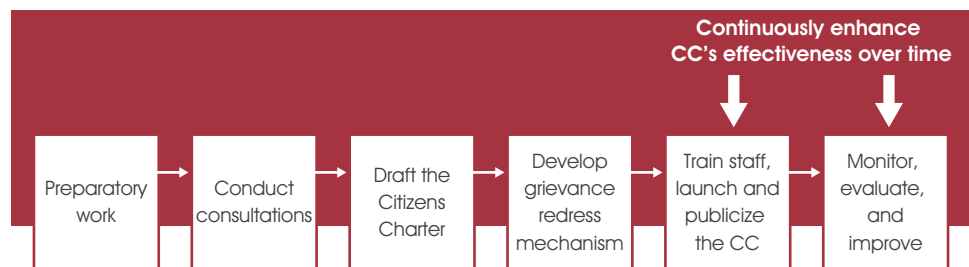 Continuously enhance
CC's effectiveness over time
Preparatory
work
Conduct
consultations
Draft the
Citizens
Charter
Develop
grievance
redress
mechanism
Train staff,
launch and
publicize
the CC
Monitor,
evaluate,
and
improve